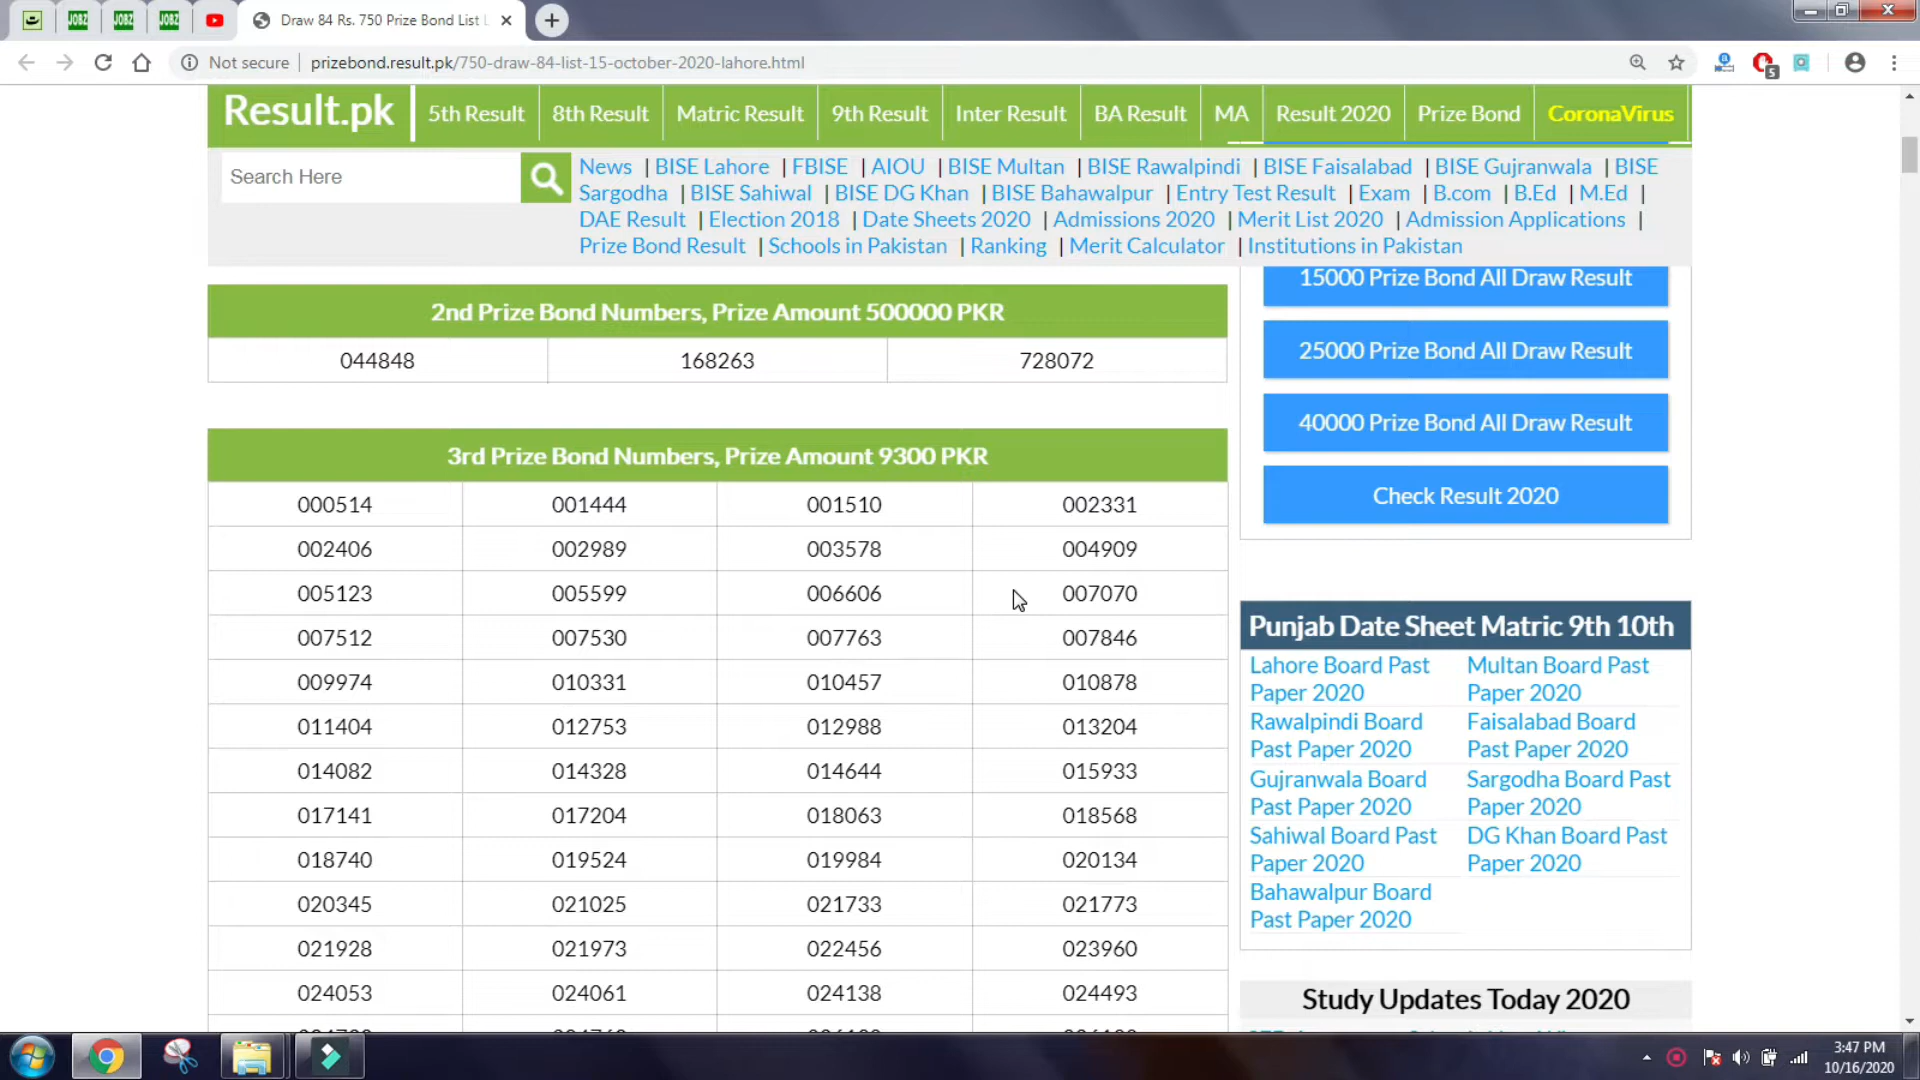 JOBZ
JOBZ
JOBZ
Draw 84 Rs. 750 Prize Bond List
Not secure
prizebond.result.pk/750-draw-84-list-15-october-2020-lahore.html
5
Result.pk
5th Result
8th Result
Matric Result
9th Result
Inter Result
BA Result
MA
Result 2020
Prize Bond
CoronaVirus
Search Here
News | BISE Lahore | FBISE | AIOU | BISE Multan | BISE Rawalpindi | BISE Faisalabad | BISE Gujranwala | BISE
Sargodha | BISE Sahiwal | BISE DG Khan | BISE Bahawalpur | Entry Test Result | Exam | B.com | B.Ed | M.Ed |
DAE Result | Election 2018 | Date Sheets 2020 | Admissions 2020 | Merit List 2020 | Admission Applications |
Prize Bond Result | Schools in Pakistan | Ranking | Merit Calculator | Institutions in Pakistan
2nd Prize Bond Numbers, Prize Amount 500000 PKR
044848 168263 728072
3rd Prize Bond Numbers, Prize Amount 9300 PKR
000514 001444 001510 002331
002406 002989 003578 004909
005123 005599 006606 007070
007512 007530 007763 007846
009974 010331 010457 010878
011404 012753 012988 013204
014082 014328 014644 015933
017141 017204 018063 018568
018740 019524 019984 020134
020345 021025 021733 021773
021928 021973 022456 023960
024053 024061 024138 024493
15000 Prize Bond All Draw Result
25000 Prize Bond All Draw Result
40000 Prize Bond All Draw Result
Check Result 2020
Punjab Date Sheet Matric 9th 10th
Lahore Board Past
Paper 2020
Multan Board Past
Paper 2020
Rawalpindi Board
Past Paper 2020
Faisalabad Board
Past Paper 2020
Gujranwala Board
Past Paper 2020
Sargodha Board Past
Paper 2020
Sahiwal Board Past
Paper 2020
DG Khan Board Past
Paper 2020
Bahawalpur Board
Past Paper 2020
Study Updates Today 2020
3:47 PM
10/16/2020